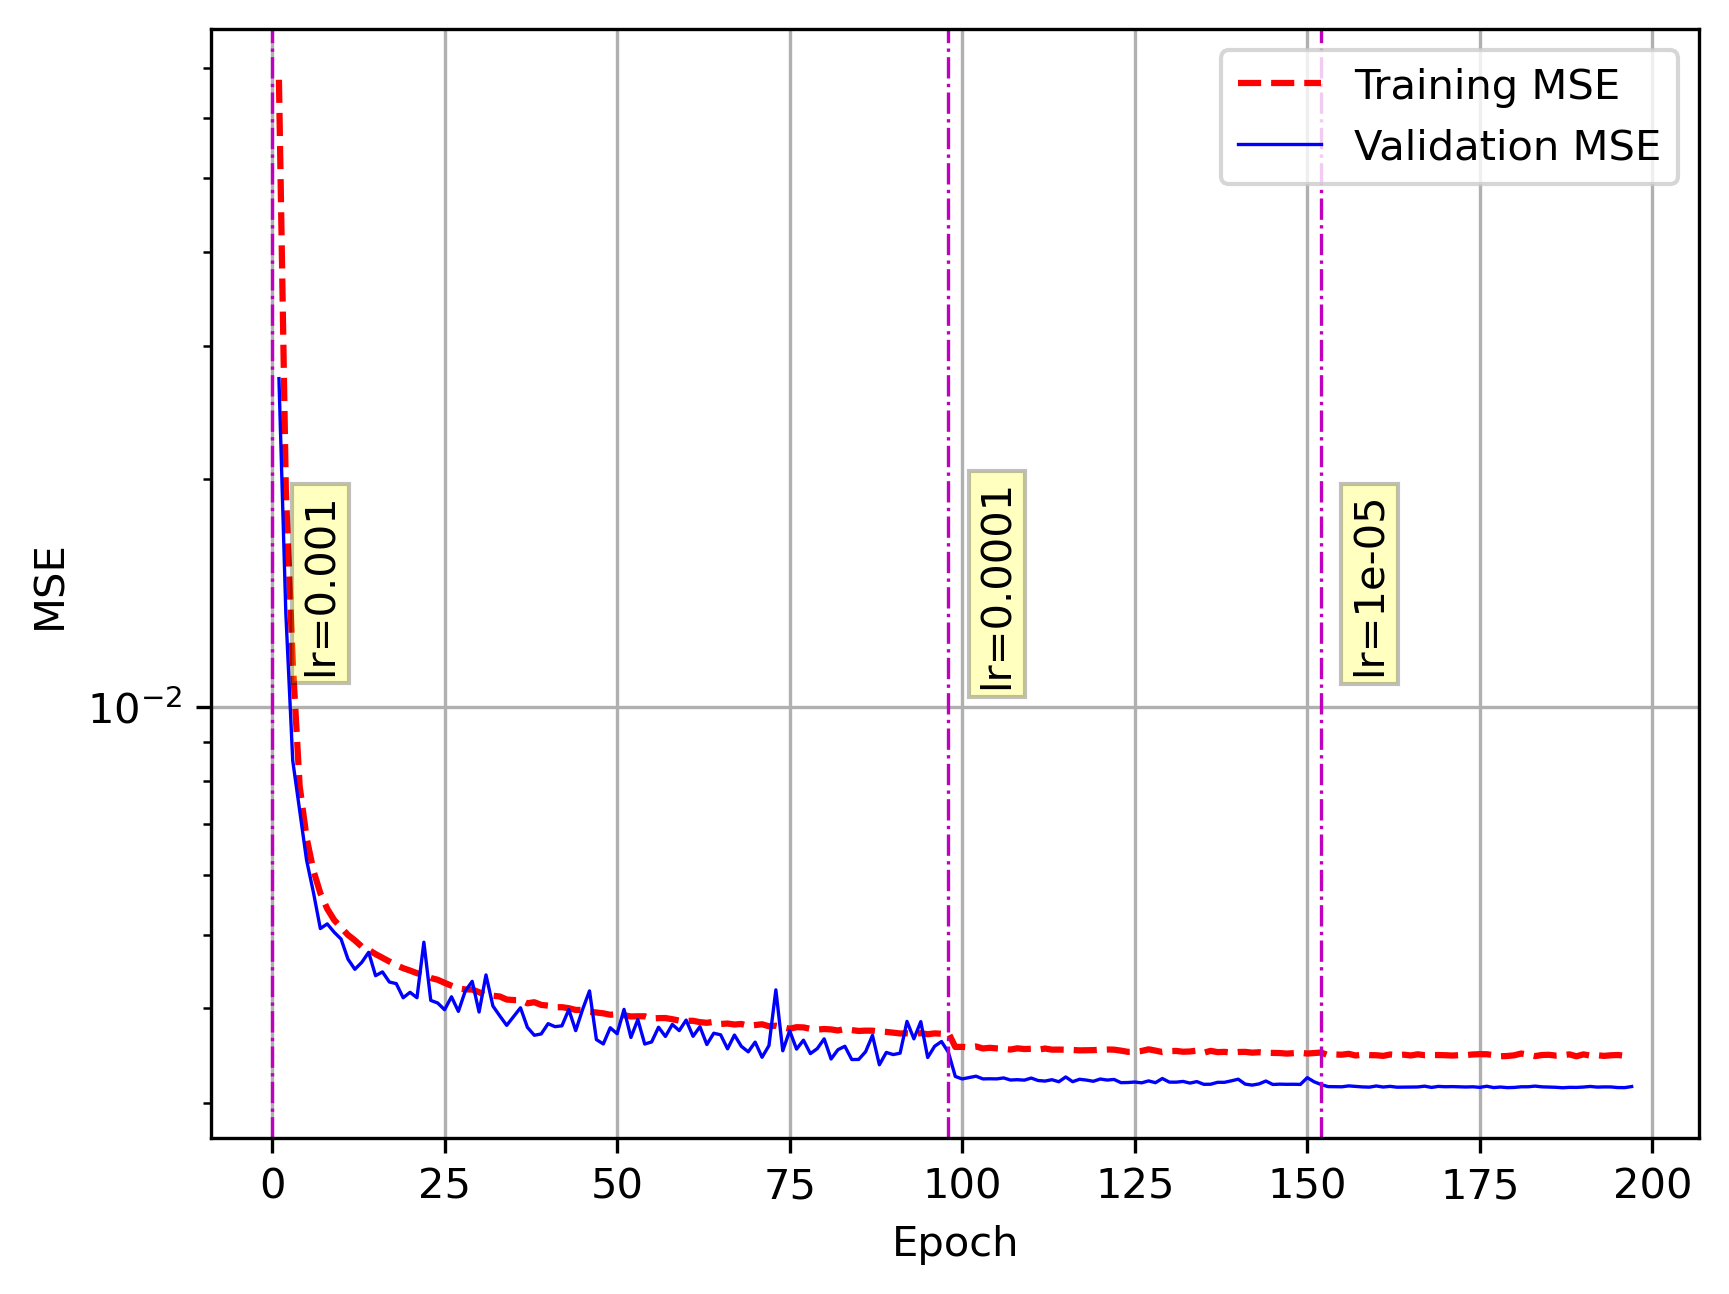 Training MSE
Validation MSE
MSE
10⁻²
lr=0.001
lr=0.0001
lr=1e-05
0 25 50 75 100 125 150 175 200
Epoch